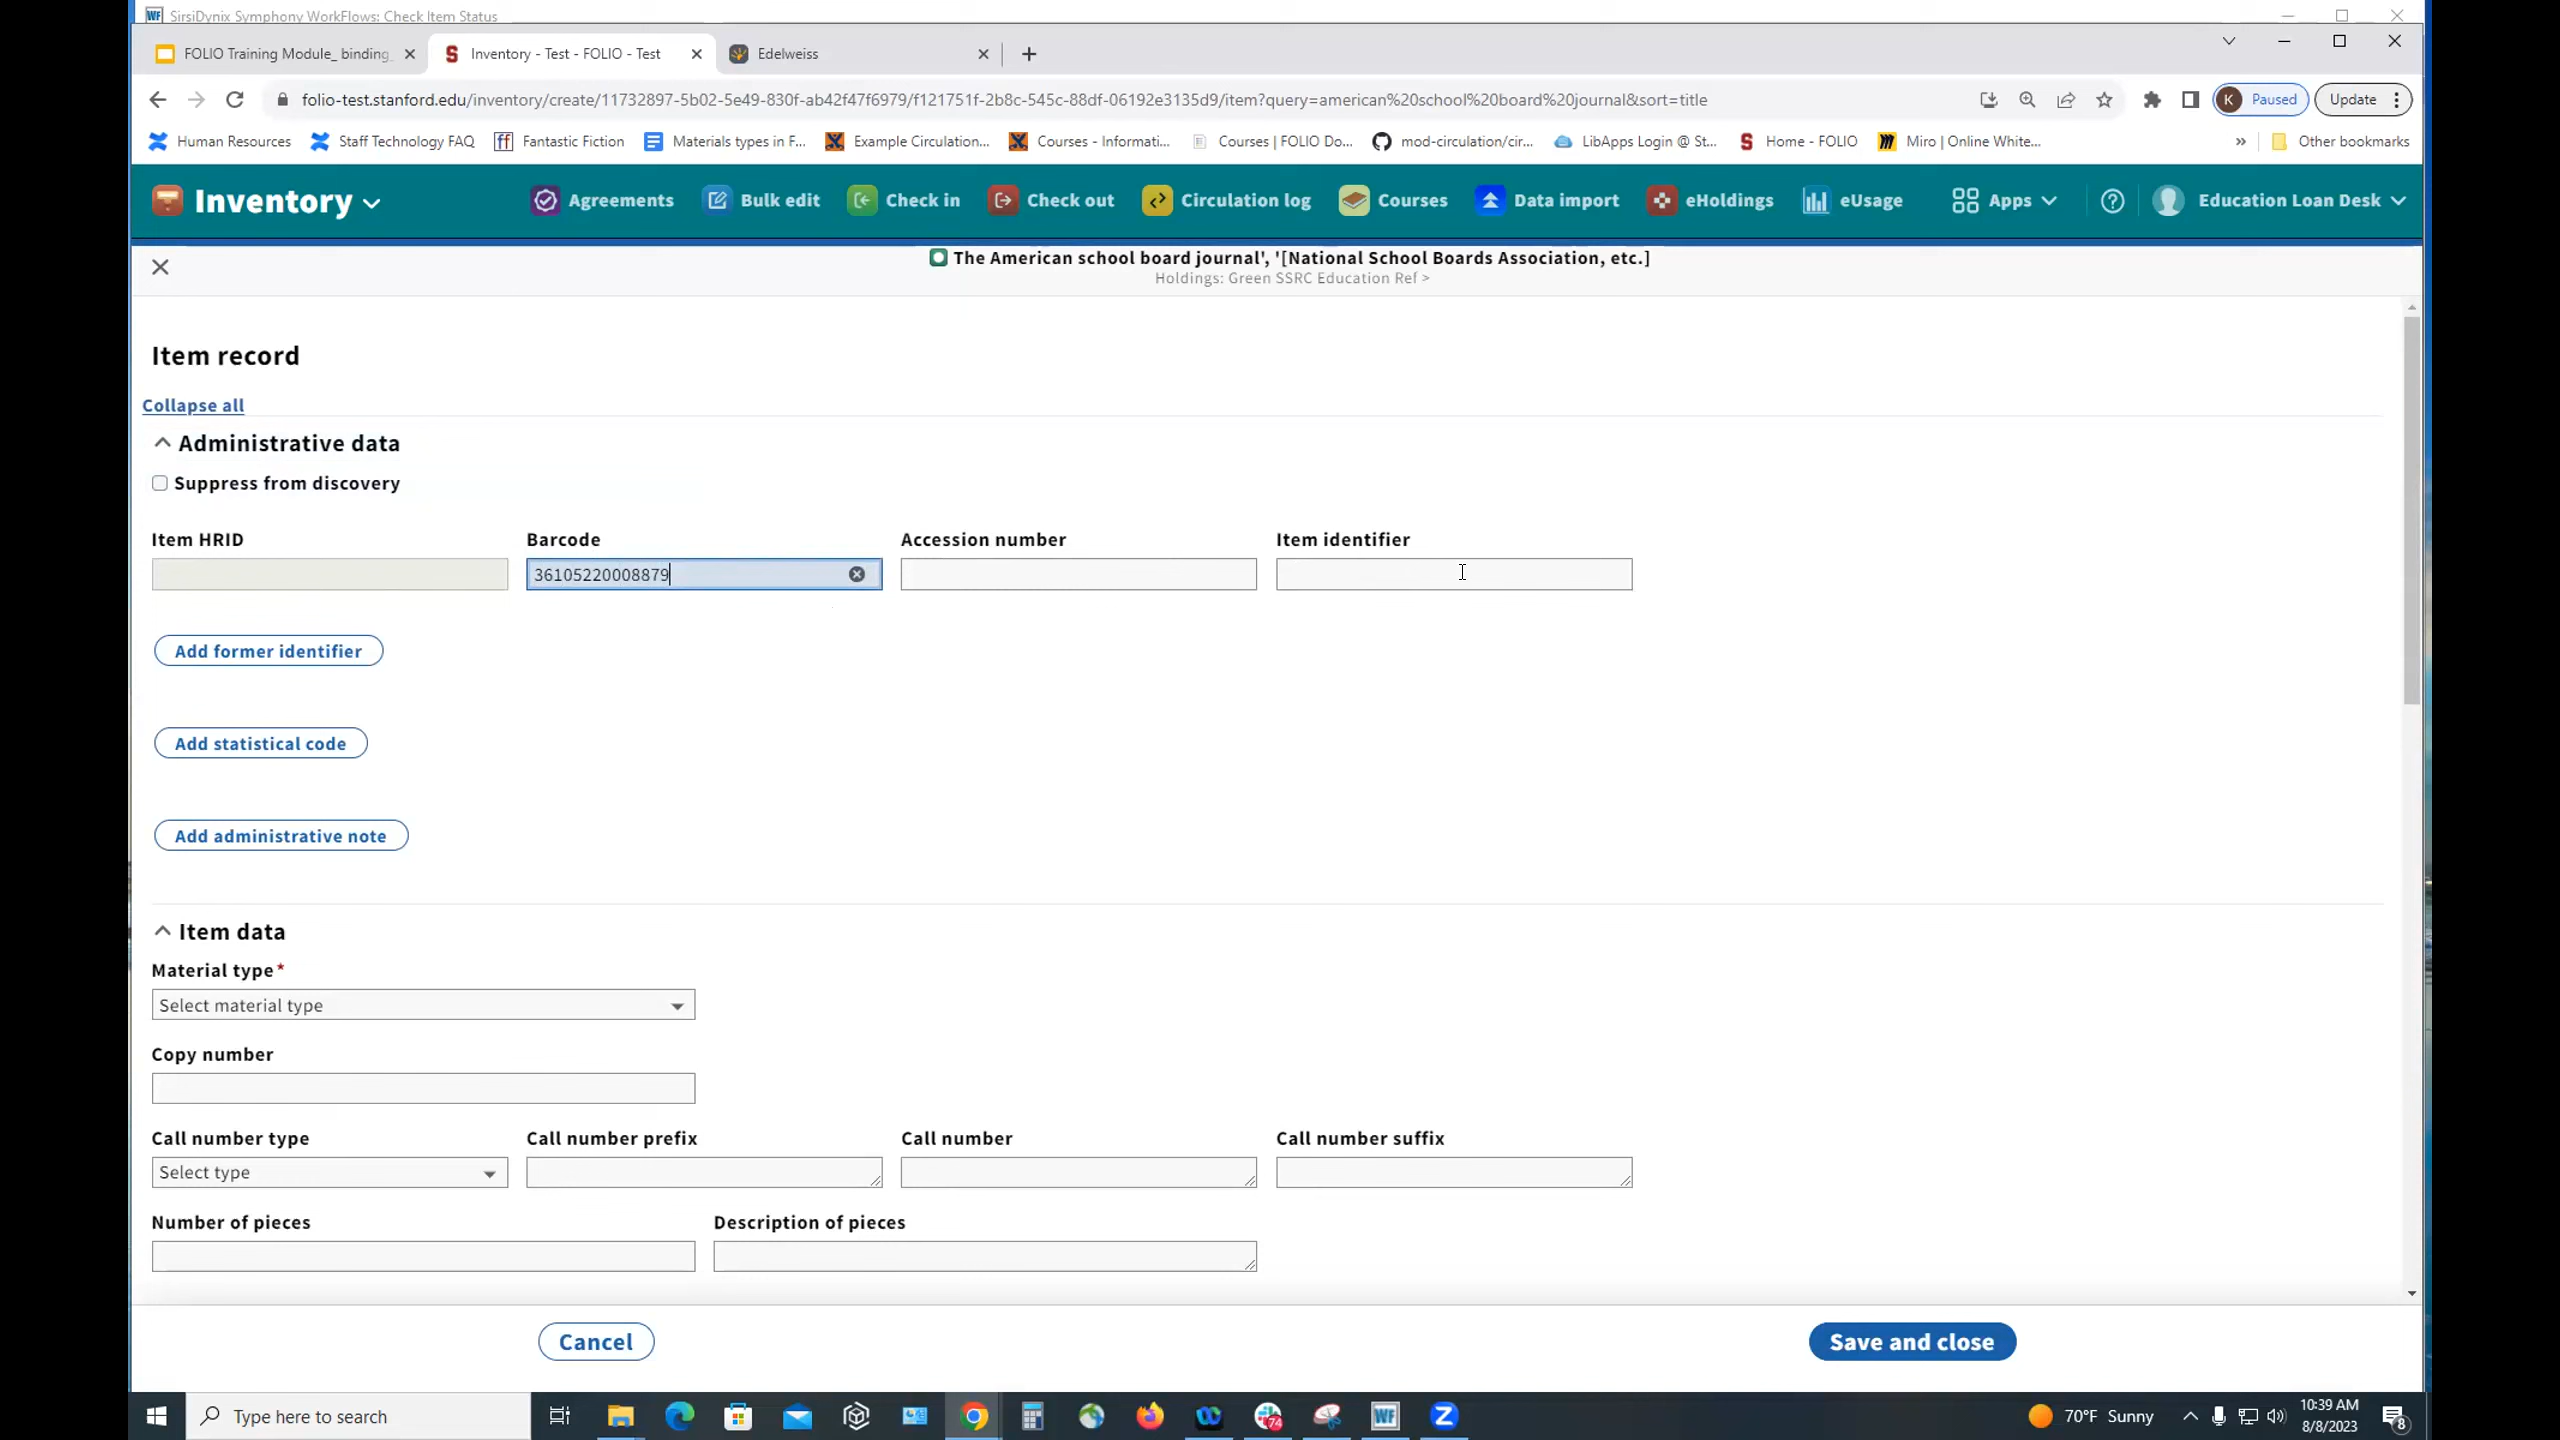 SirsiDynix Symphony WorkFlows: Check Item Status
FOLIO Training Module_ binding_
Inventory - Test - FOLIO - Test
Edelweiss
folio-test.stanford.edu/inventory/create/11732897-5b02-5e49-830f-ab42f47f6979/f121751f-2b8c-545c-88df-06192e3135d9/item?query=american%20school%20board%20journal&sort=title
K Paused
Update
Human Resources
Staff Technology FAQ
Fantastic Fiction
Materials types in F...
Example Circulation...
Courses - Informati...
Courses | FOLIO Do...
mod-circulation/cir...
LibApps Login @ St...
Home - FOLIO
Miro | Online White...
»
Other bookmarks
Inventory
Agreements
Bulk edit
Check in
Check out
Circulation log
Courses
Data import
eHoldings
eUsage
Apps
Education Loan Desk
The American school board journal', '[National School Boards Association, etc.]
Holdings: Green SSRC Education Ref >
Item record
Collapse all
Administrative data
Suppress from discovery
Item HRID
Barcode
Accession number
Item identifier
36105220008879
Add former identifier
Add statistical code
Add administrative note
Item data
Material type*
Select material type
Copy number
Call number type
Call number prefix
Call number
Call number suffix
Select type
Number of pieces
Description of pieces
Cancel
Save and close
Type here to search
74
WF
70°F Sunny
10:39 AM
8/8/2023
8